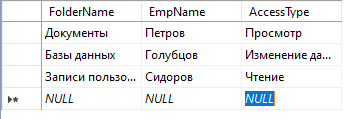 FolderName EmpName AccessType
Документы Петров Просмотр
Базы данных Голубцов Изменение да...
Записи пользо... Сидоров Чтение
NULL NULL NULL